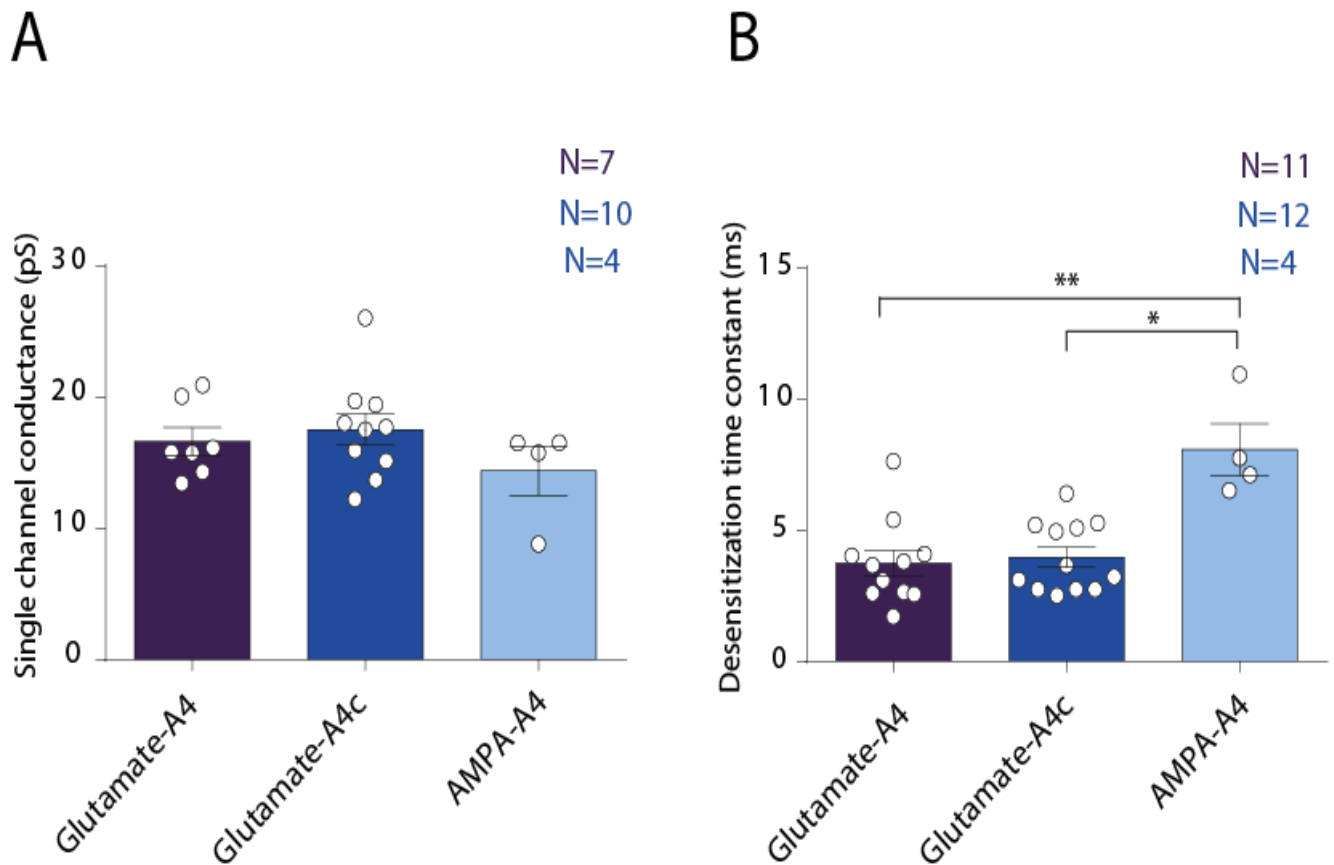 A
N=7
N=10
N=4
Single channel conductance (pS)
30
20
10
0
Glutamate-A4
Glutamate-A4c
AMPA-A4
B
N=11
N=12
N=4
Desensitization time constant (ms)
15
10
5
0
**
*
Glutamate-A4
Glutamate-A4c
AMPA-A4